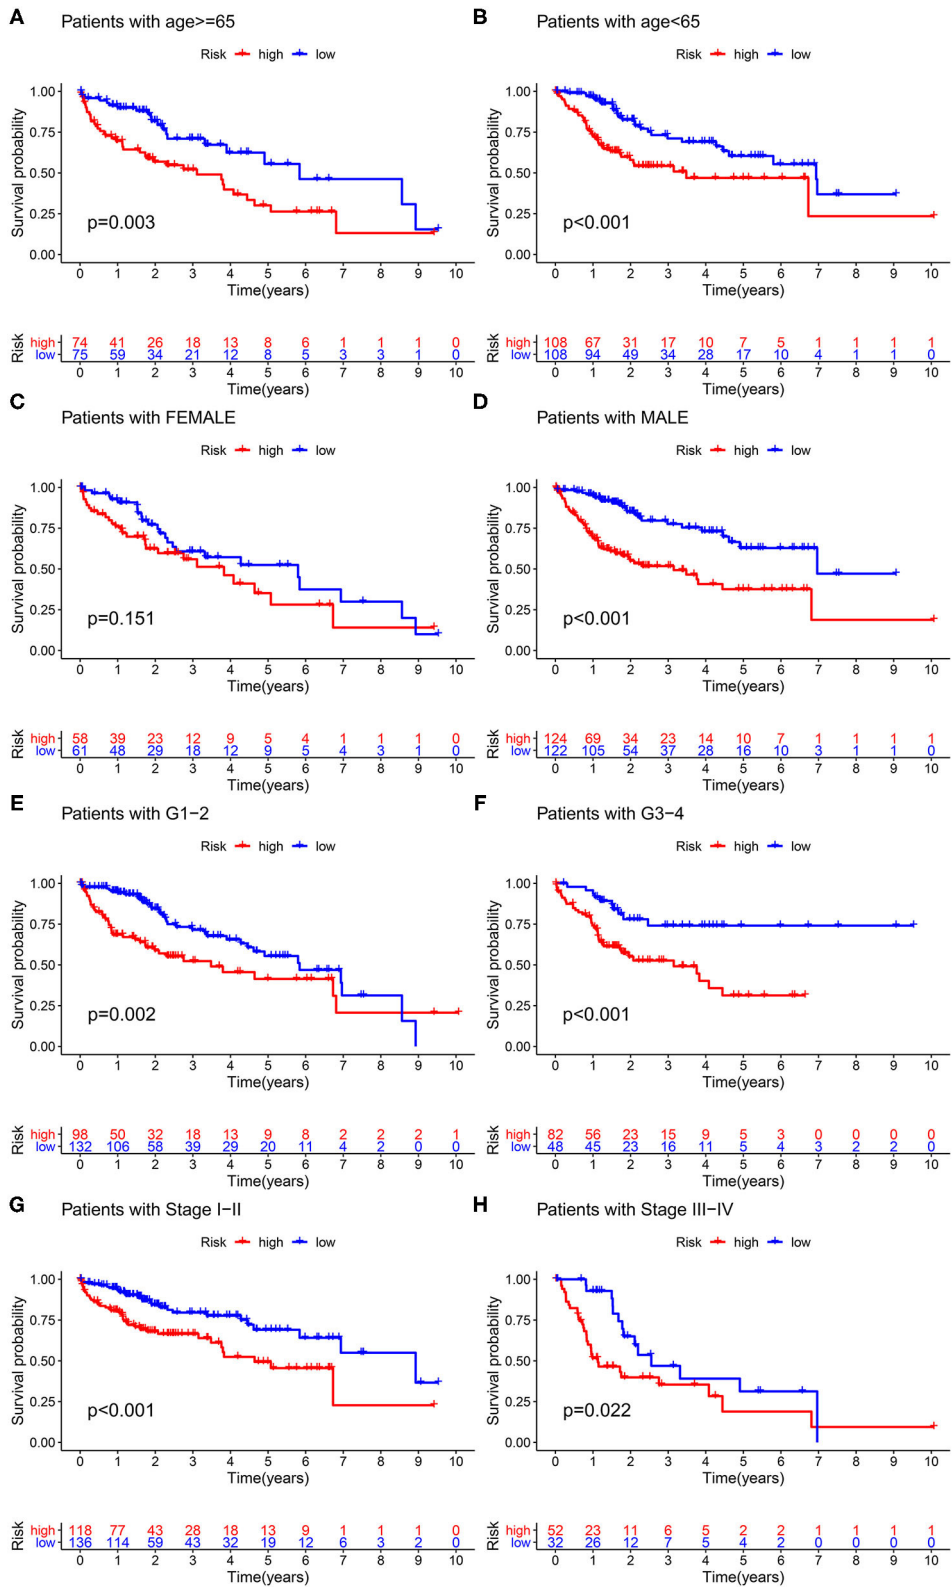 A Patients with age>=65
Risk high low
Survival probability
1.00
0.75
0.50
0.25
0.00
p=0.003
0 1 2 3 4 5 6 7 8 9 10
Time(years)
Risk
high 74 41 26 18 13 8 6 1 1 1 0
low 75 59 34 21 12 8 5 3 3 1 0
0 1 2 3 4 5 6 7 8 9 10
Time(years)
B Patients with age<65
Risk high low
Survival probability
1.00
0.75
0.50
0.25
0.00
p<0.001
0 1 2 3 4 5 6 7 8 9 10
Time(years)
Risk
high 108 67 31 17 10 7 5 1 1 1 1
low 108 94 49 34 28 17 10 4 1 1 0
0 1 2 3 4 5 6 7 8 9 10
Time(years)
C Patients with FEMALE
Risk high low
Survival probability
1.00
0.75
0.50
0.25
0.00
p=0.151
0 1 2 3 4 5 6 7 8 9 10
Time(years)
Risk
high 58 39 23 12 9 5 4 1 1 1 0
low 61 48 29 18 12 9 5 4 3 1 0
0 1 2 3 4 5 6 7 8 9 10
Time(years)
D Patients with MALE
Risk high low
Survival probability
1.00
0.75
0.50
0.25
0.00
p<0.001
0 1 2 3 4 5 6 7 8 9 10
Time(years)
Risk
high 124 69 34 23 14 10 7 1 1 1 1
low 122 105 54 37 28 16 10 3 1 1 0
0 1 2 3 4 5 6 7 8 9 10
Time(years)
E Patients with G1−2
Risk high low
Survival probability
1.00
0.75
0.50
0.25
0.00
p=0.002
0 1 2 3 4 5 6 7 8 9 10
Time(years)
Risk
high 98 50 32 18 13 9 8 2 2 2 1
low 132 106 58 39 29 20 11 4 2 0 0
0 1 2 3 4 5 6 7 8 9 10
Time(years)
F Patients with G3−4
Risk high low
Survival probability
1.00
0.75
0.50
0.25
0.00
p<0.001
0 1 2 3 4 5 6 7 8 9 10
Time(years)
Risk
high 82 56 23 15 9 5 3 0 0 0 0
low 48 45 23 16 11 5 4 3 2 2 0
0 1 2 3 4 5 6 7 8 9 10
Time(years)
G Patients with Stage I−II
Risk high low
Survival probability
1.00
0.75
0.50
0.25
0.00
p<0.001
0 1 2 3 4 5 6 7 8 9 10
Time(years)
Risk
high 118 77 43 28 18 13 9 1 1 1 0
low 136 114 59 43 32 19 12 6 3 2 0
0 1 2 3 4 5 6 7 8 9 10
Time(years)
H Patients with Stage III−IV
Risk high low
Survival probability
1.00
0.75
0.50
0.25
0.00
p=0.022
0 1 2 3 4 5 6 7 8 9 10
Time(years)
Risk
high 52 23 11 6 5 2 2 1 1 1 1
low 32 26 12 7 5 4 2 0 0 0 0
0 1 2 3 4 5 6 7 8 9 10
Time(years)